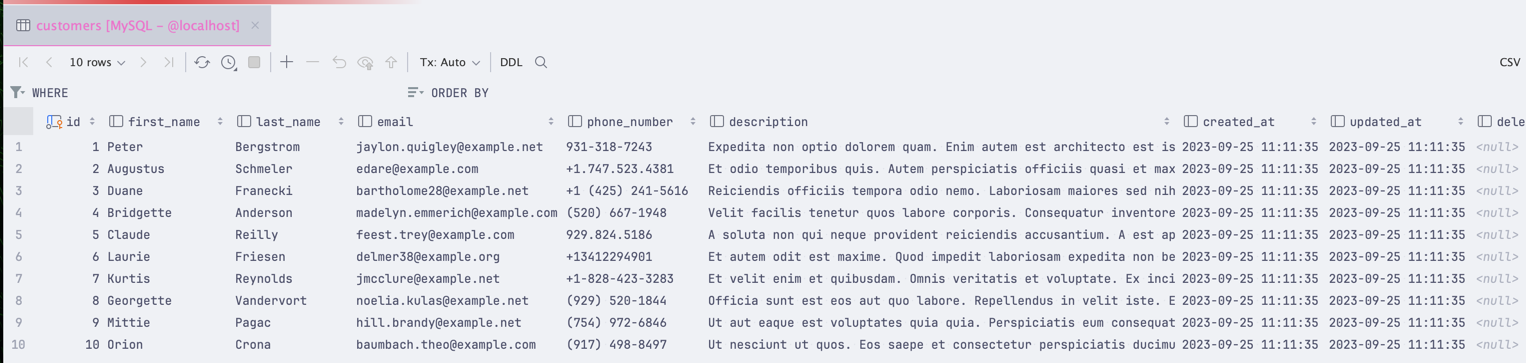 customers [MySQL – @localhost]
10 rows Tx: Auto DDL CSV
WHERE ORDER BY
id first_name last_name email phone_number description created_at updated_at dele
1 1 Peter Bergstrom jaylon.quigley@example.net 931-318-7243 Expedita non optio dolorem quam. Enim autem est architecto est is 2023-09-25 11:11:35 2023-09-25 11:11:35 <null>
2 2 Augustus Schmeler edare@example.com +1.747.523.4381 Et odio temporibus quis. Autem perspiciatis officiis quasi et max 2023-09-25 11:11:35 2023-09-25 11:11:35 <null>
3 3 Duane Franecki bartholome28@example.net +1 (425) 241-5616 Reiciendis officiis tempora odio nemo. Laboriosam maiores sed nih 2023-09-25 11:11:35 2023-09-25 11:11:35 <null>
4 4 Bridgette Anderson madelyn.emmerich@example.com (520) 667-1948 Velit facilis tenetur quos labore corporis. Consequatur inventore 2023-09-25 11:11:35 2023-09-25 11:11:35 <null>
5 5 Claude Reilly feest.trey@example.com 929.824.5186 A soluta non qui neque provident reiciendis accusantium. A est ap 2023-09-25 11:11:35 2023-09-25 11:11:35 <null>
6 6 Laurie Friesen delmer38@example.org +13412294901 Et autem odit est maxime. Quod impedit laboriosam expedita non be 2023-09-25 11:11:35 2023-09-25 11:11:35 <null>
7 7 Kurtis Reynolds jmcclure@example.net +1-828-423-3283 Et velit enim et quibusdam. Omnis veritatis et voluptate. Ex inci 2023-09-25 11:11:35 2023-09-25 11:11:35 <null>
8 8 Georgette Vandervort noelia.kulas@example.net (929) 520-1844 Officia sunt est eos aut quo labore. Repellendus in velit iste. E 2023-09-25 11:11:35 2023-09-25 11:11:35 <null>
9 9 Mittie Pagac hill.brandy@example.net (754) 972-6846 Ut aut eaque est voluptates quia quia. Perspiciatis eum consequat 2023-09-25 11:11:35 2023-09-25 11:11:35 <null>
10 10 Orion Crona baumbach.theo@example.com (917) 498-8497 Ut nesciunt ut quos. Eos saepe et consectetur perspiciatis ducimu 2023-09-25 11:11:35 2023-09-25 11:11:35 <null>